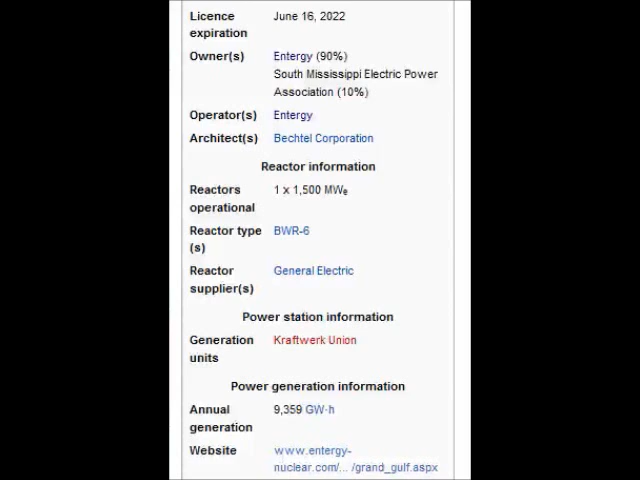 Licence expiration June 16, 2022
Owner(s) Entergy (90%)
South Mississippi Electric Power
Association (10%)
Operator(s) Entergy
Architect(s) Bechtel Corporation
Reactor information
Reactors operational 1 x 1,500 MWe
Reactor type (s) BWR-6
Reactor supplier(s) General Electric
Power station information
Generation units Kraftwerk Union
Power generation information
Annual generation 9,359 GW·h
Website www.entergy-
nuclear.com/... /grand_gulf.aspx